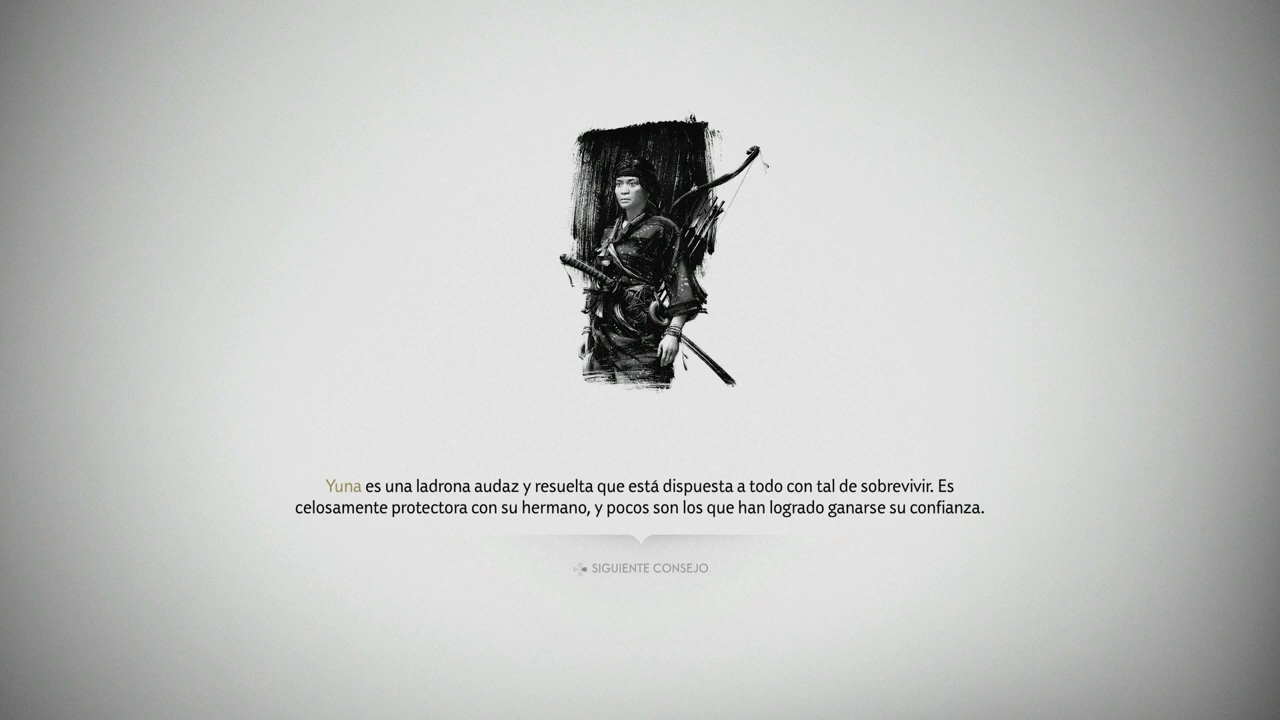 Yuna es una ladrona audaz y resuelta que está dispuesta a todo con tal de sobrevivir. Es
celosamente protectora con su hermano, y pocos son los que han logrado ganarse su confianza.
SIGUIENTE CONSEJO